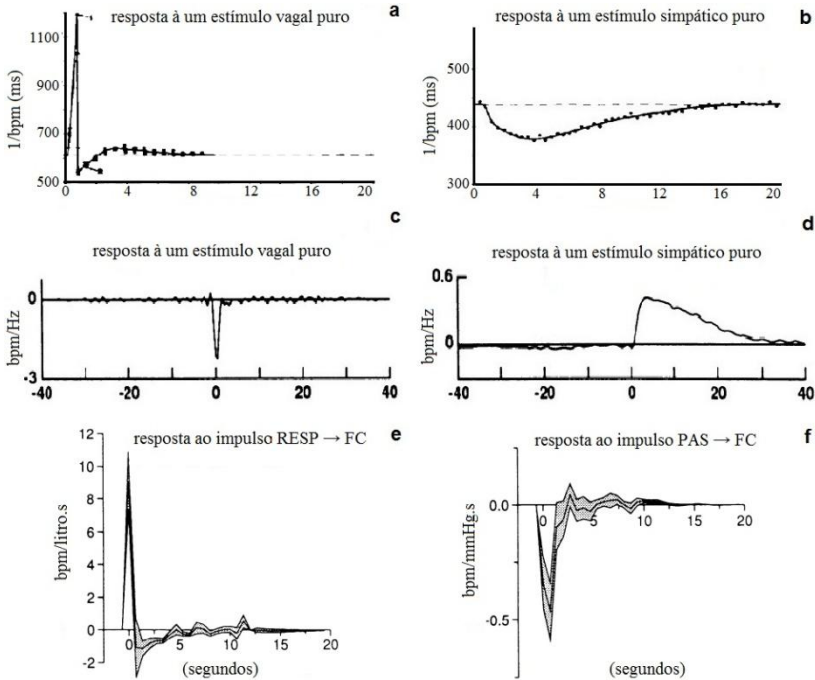 resposta à um estímulo vagal puro
a
1/bpm (ms)
1100
900
700
500
0 4 8 12 16 20
resposta à um estímulo simpático puro
b
1/bpm (ms)
500
400
300
0 4 8 12 16 20
c
resposta à um estímulo vagal puro
bpm/Hz
0
-3
-40 -20 0 20 40
d
resposta à um estímulo simpático puro
bpm/Hz
0.6
0
-40 -20 0 20 40
resposta ao impulso RESP → FC
e
bpm/litro.s
12
10
8
6
4
2
0
-2
0 5 10 15 20
(segundos)
resposta ao impulso PAS → FC
f
bpm/mmHg.s
0.0
-0.5
0 5 10 15 20
(segundos)